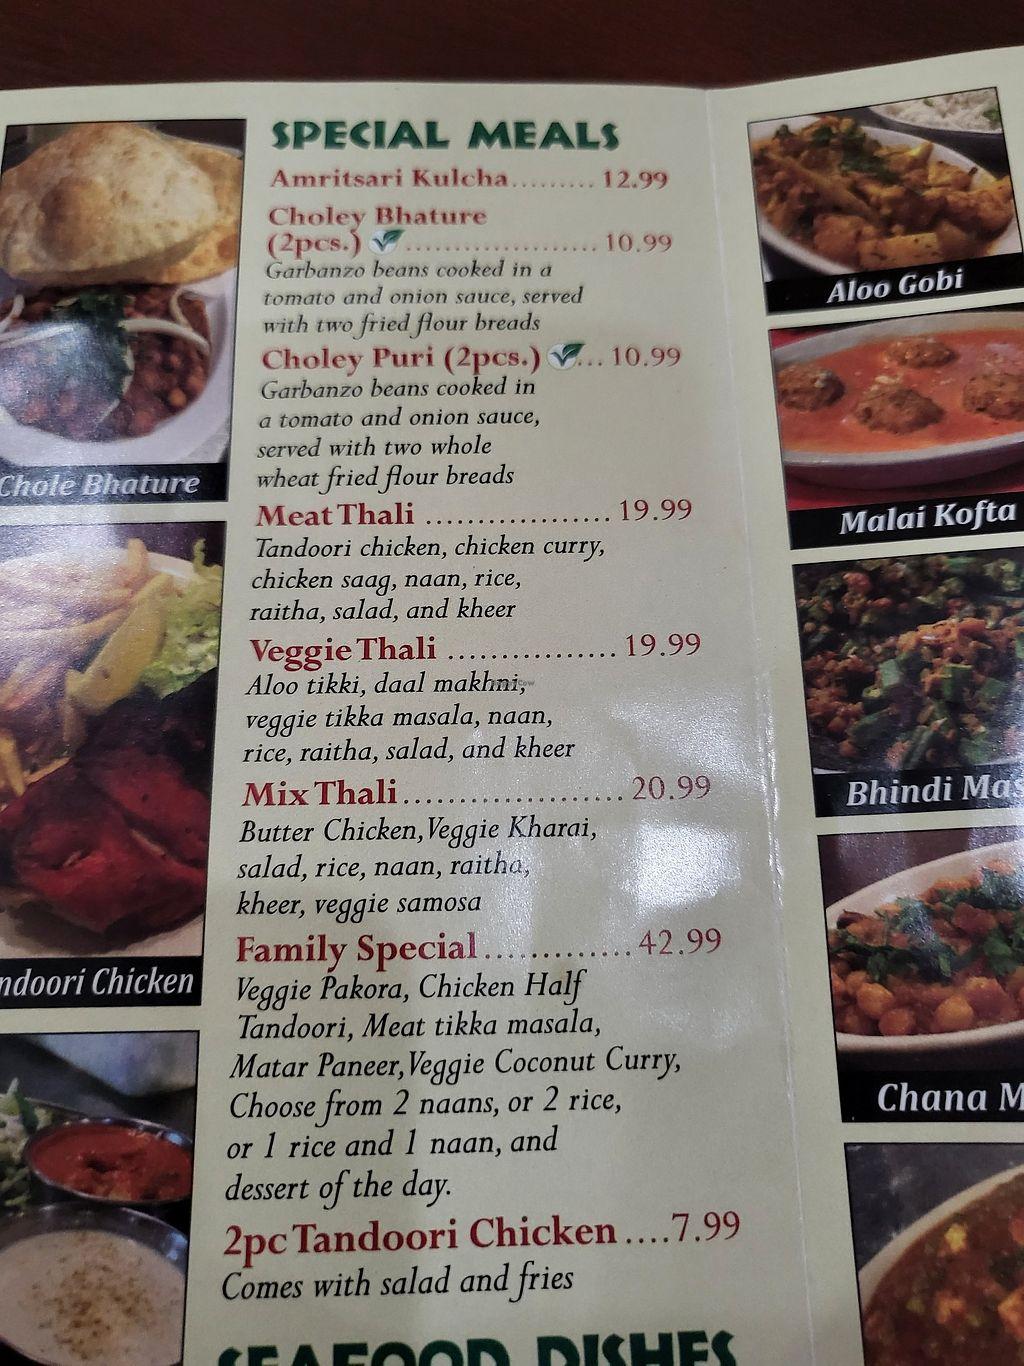 SPECIAL MEALS
Amritsari Kulcha......... 12.99
Choley Bhature
(2pcs.) .................... 10.99
Garbanzo beans cooked in a
tomato and onion sauce, served
with two fried flour breads
Choley Puri (2pcs.) ... 10.99
Garbanzo beans cooked in
a tomato and onion sauce,
served with two whole
wheat fried flour breads
Meat Thali ................... 19.99
Tandoori chicken, chicken curry,
chicken saag, naan, rice,
raitha, salad, and kheer
Veggie Thali ................ 19.99
Aloo tikki, daal makhni,
veggie tikka masala, naan,
rice, raitha, salad, and kheer
Mix Thali...................... 20.99
Butter Chicken, Veggie Kharai,
salad, rice, naan, raitha,
kheer, veggie samosa
Family Special.............. 42.99
Veggie Pakora, Chicken Half
Tandoori, Meat tikka masala,
Matar Paneer, Veggie Coconut Curry,
Choose from 2 naans, or 2 rice,
or 1 rice and 1 naan, and
dessert of the day.
2pc Tandoori Chicken ....7.99
Comes with salad and fries
SEAFOOD DISHES
Chole Bhature
ndoori Chicken
Aloo Gobi
Malai Kofta
Bhindi Mas
Chana M